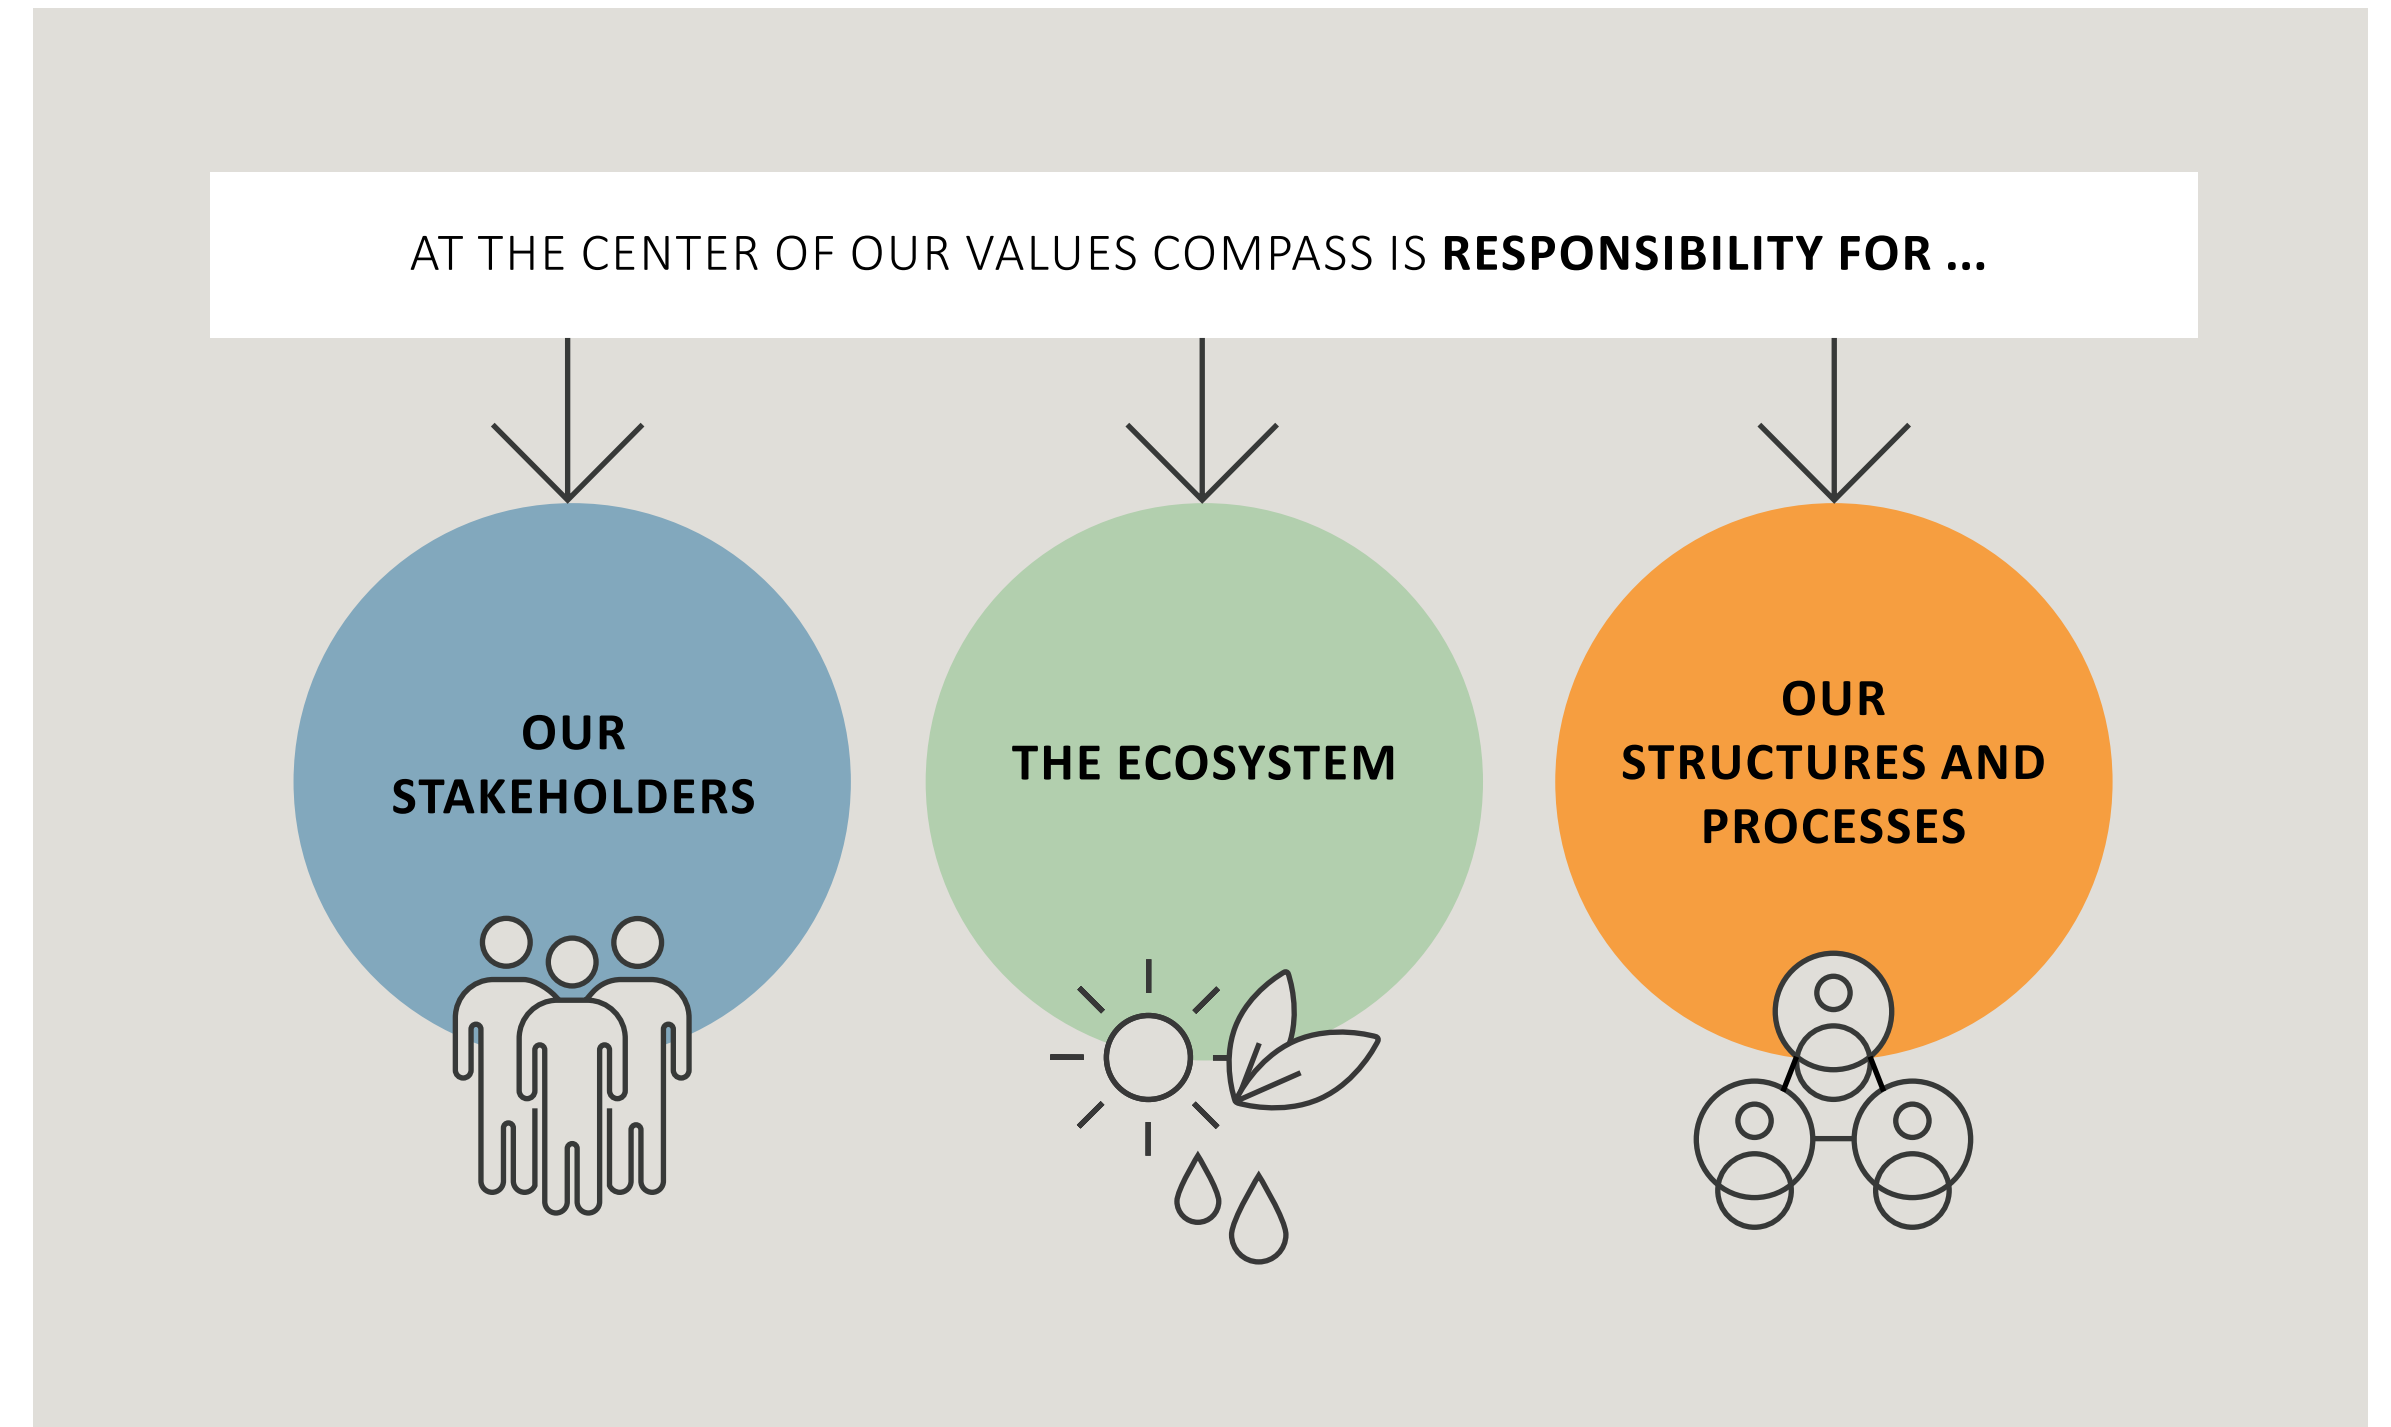 AT THE CENTER OF OUR VALUES COMPASS IS RESPONSIBILITY FOR ...
OUR
STAKEHOLDERS
THE ECOSYSTEM
OUR
STRUCTURES AND
PROCESSES